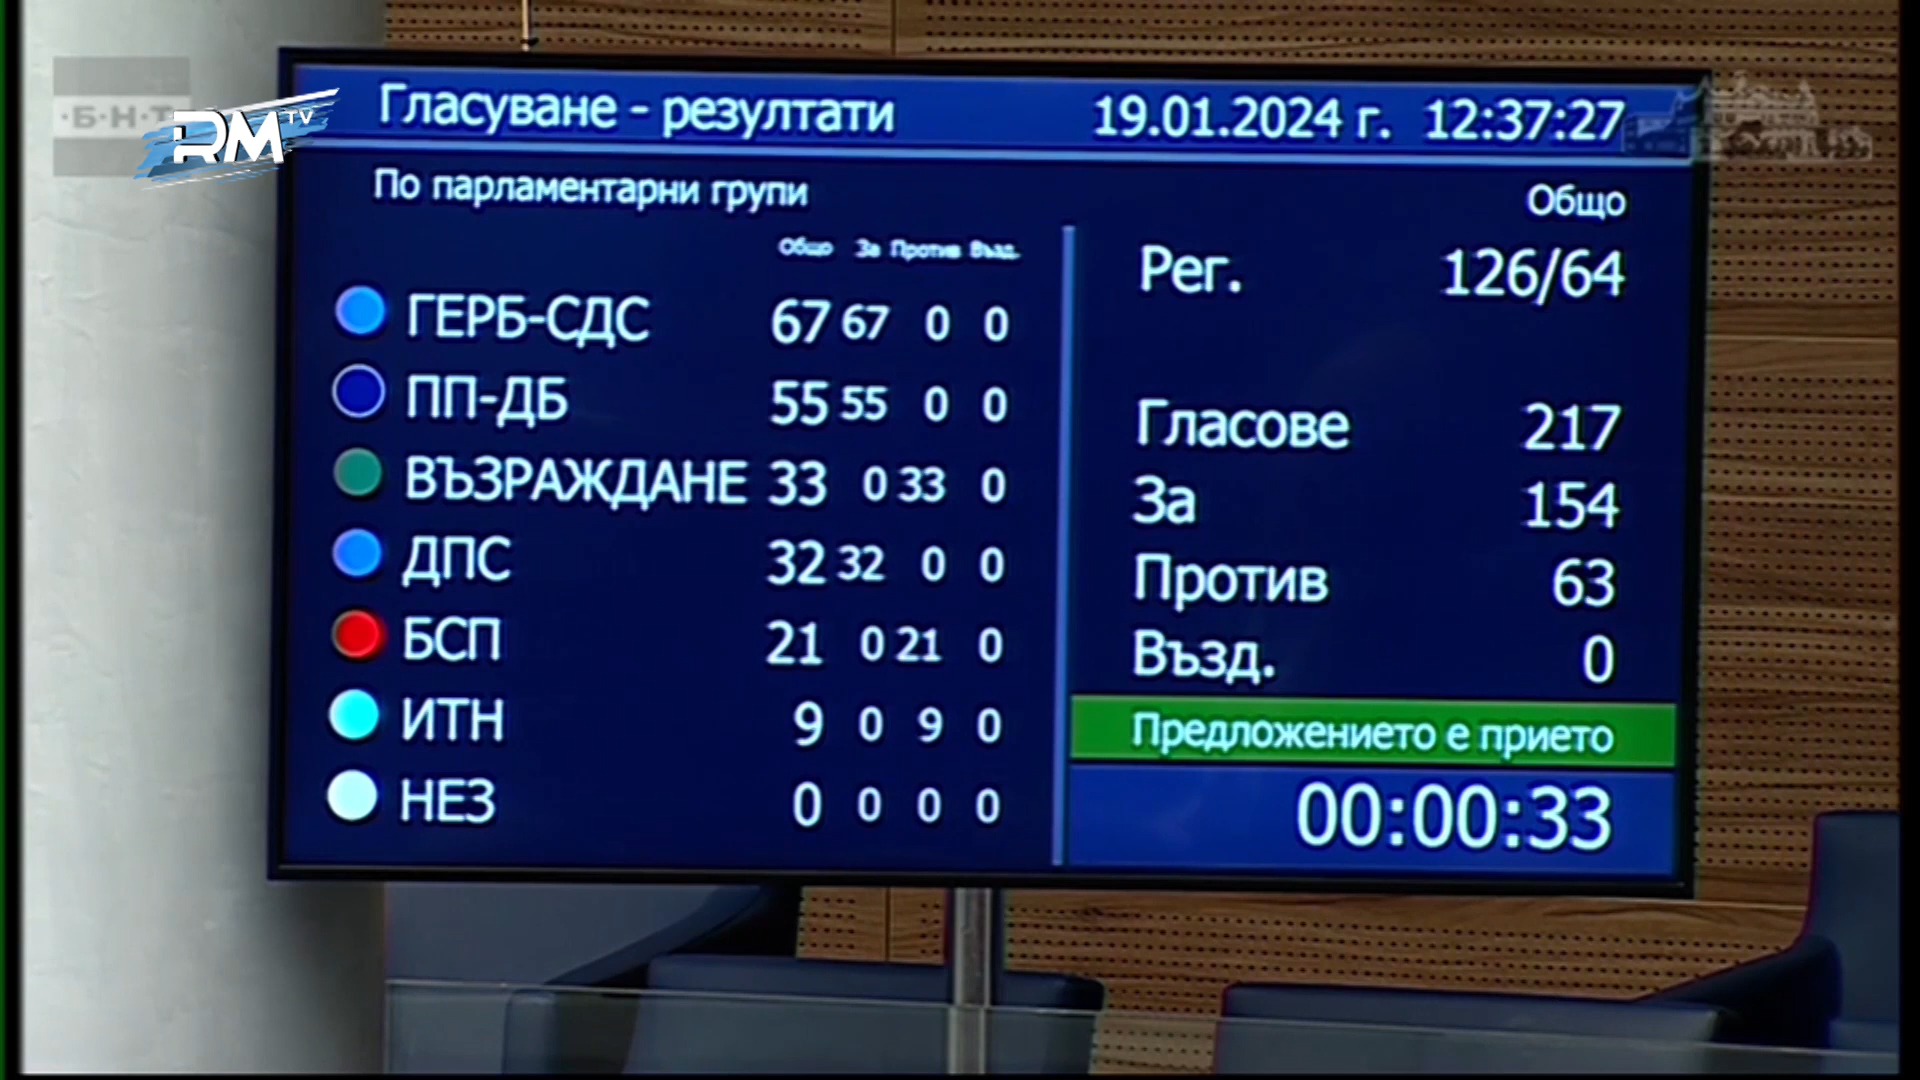 ·Б·Н·Т
RM TV
Гласуване - резултати 19.01.2024 г. 12:37:27
По парламентарни групи
Общо За Против Възд.
ГЕРБ-СДС 67 67 0 0
ПП-ДБ 55 55 0 0
ВЪЗРАЖДАНЕ 33 0 33 0
ДПС 32 32 0 0
БСП 21 0 21 0
ИТН 9 0 9 0
НЕЗ 0 0 0 0
Общо
Рег. 126/64
Гласове 217
За 154
Против 63
Възд. 0
Предложението е прието
00:00:33